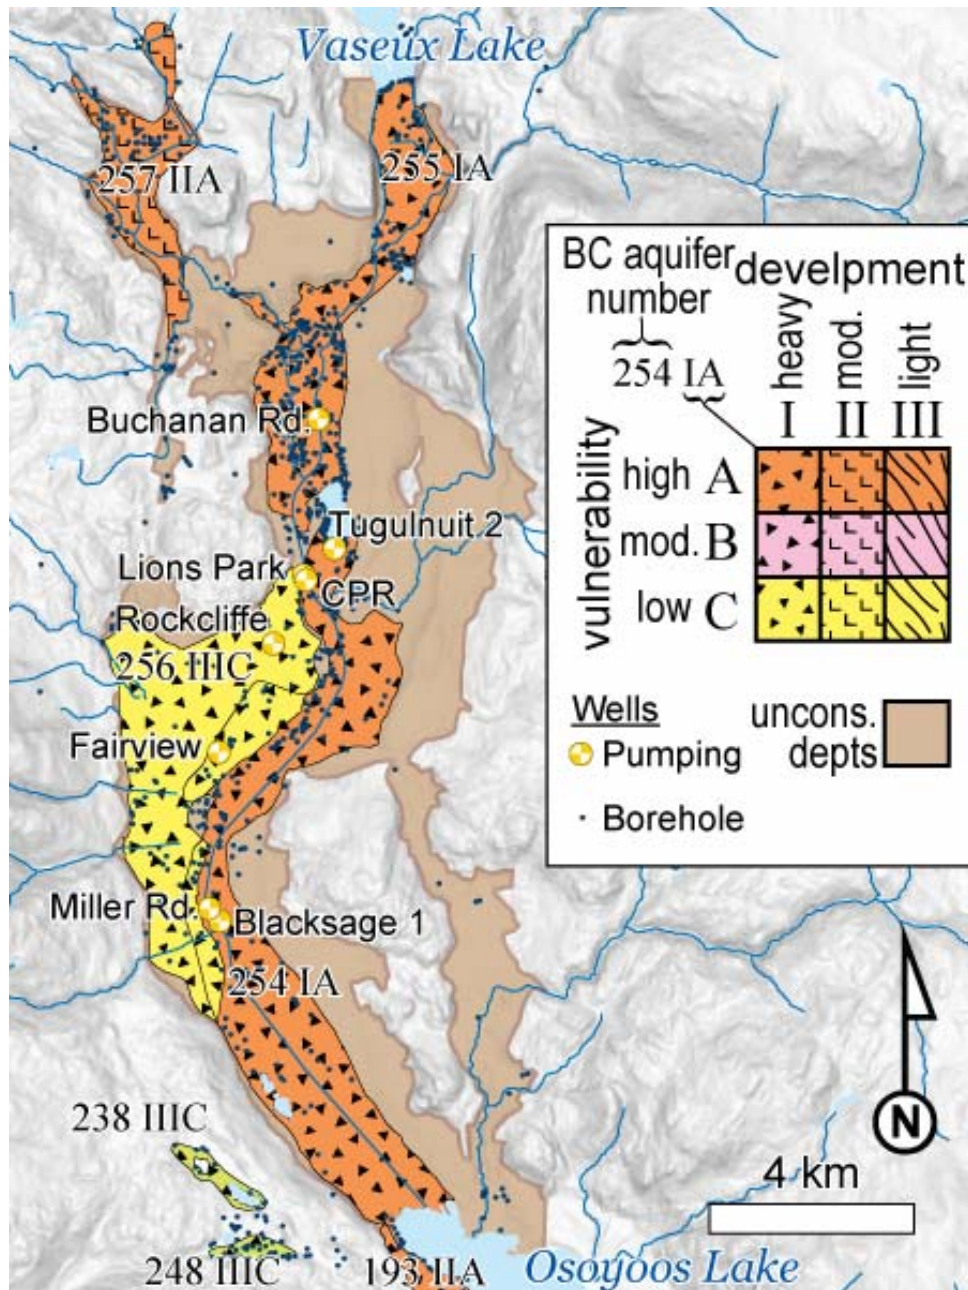 Vaseux Lake
257 IIA
255 IA
BC aquifer
number
develpment
254 IA
heavy
mod.
light
I II III
vulnerability
high A
mod. B
low C
Buchanan Rd.
Tugulnuit 2
Lions Park
CPR
Rockcliffe
256 IIIC
Fairview
Wells
Pumping
Borehole
uncons.
depts
Miller Rd.
Blacksage 1
254 IA
238 IIIC
N
4 km
248 IIIC
193 IIA
Osoyoos Lake